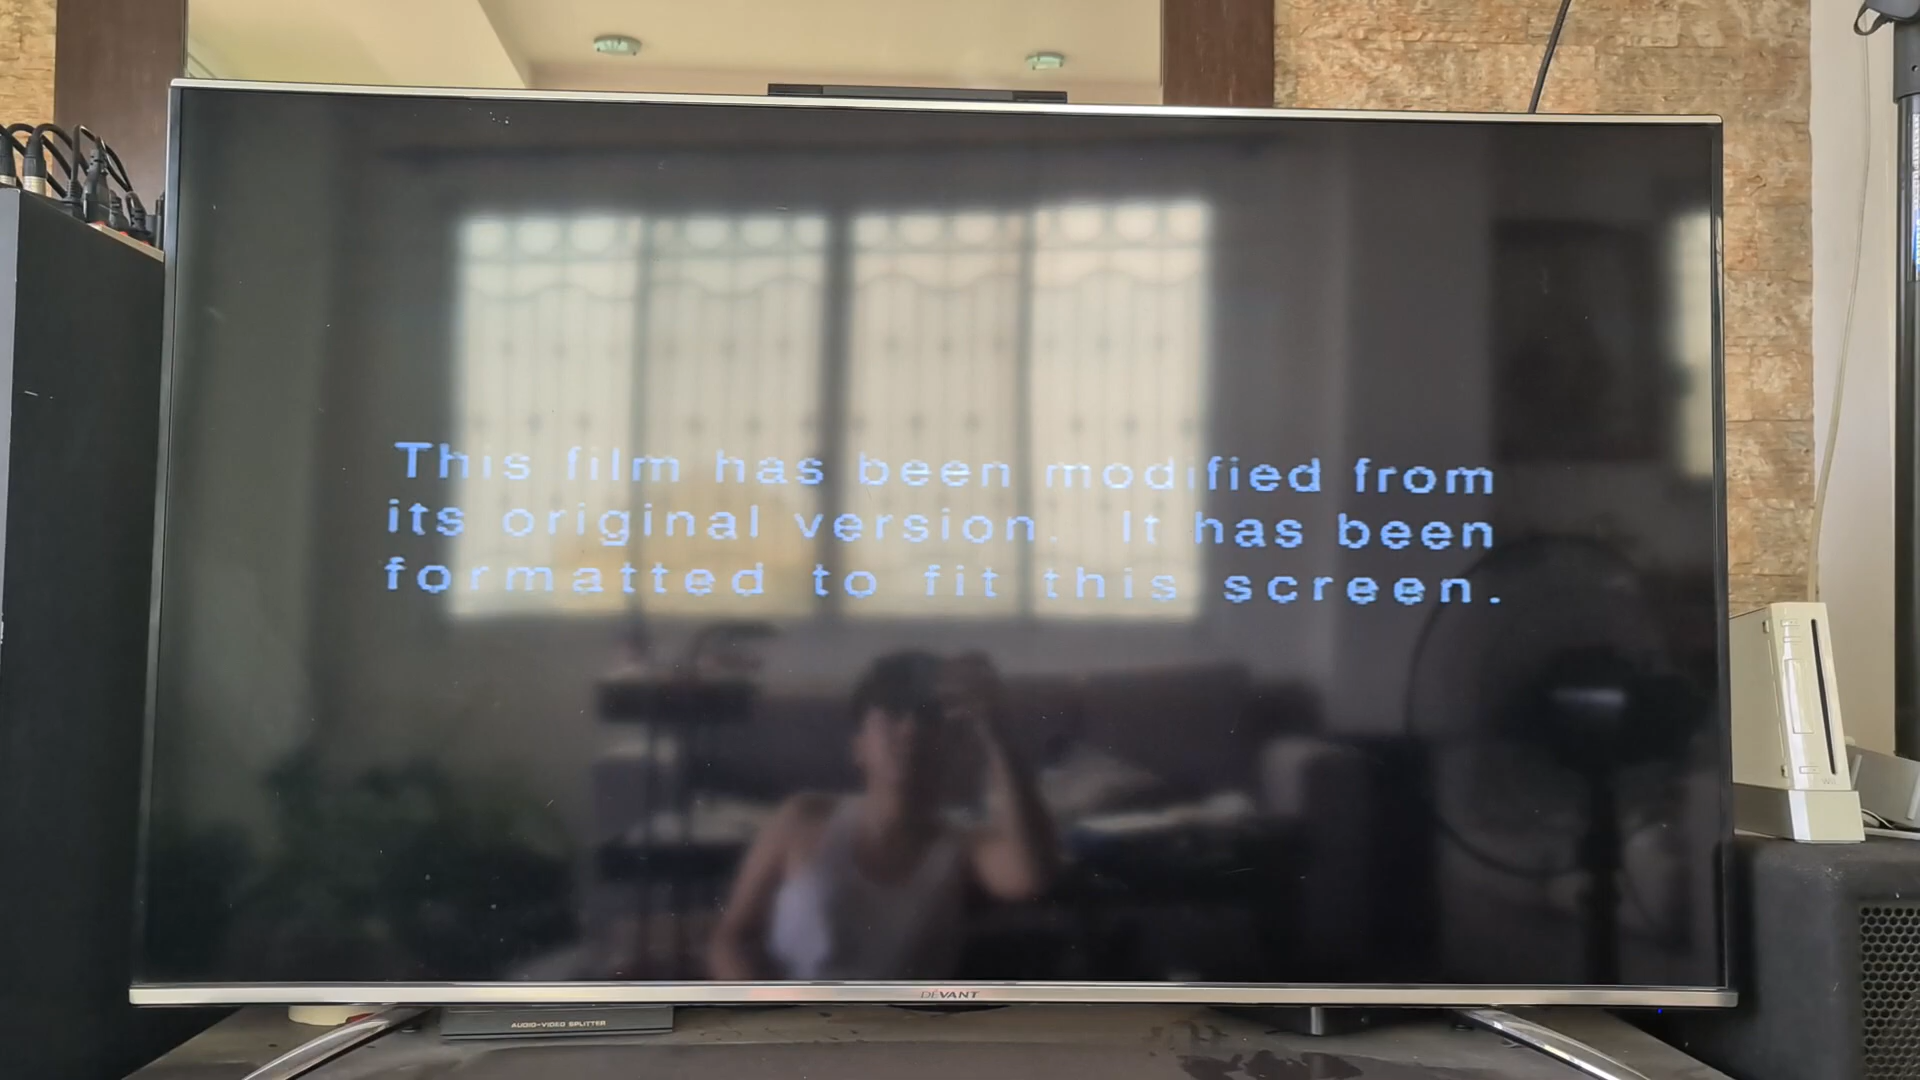 This film has been modified from
its original version. It has been
formatted to fit this screen.
DEVANT
AUDIO-VIDEO SPLITTER
Wii